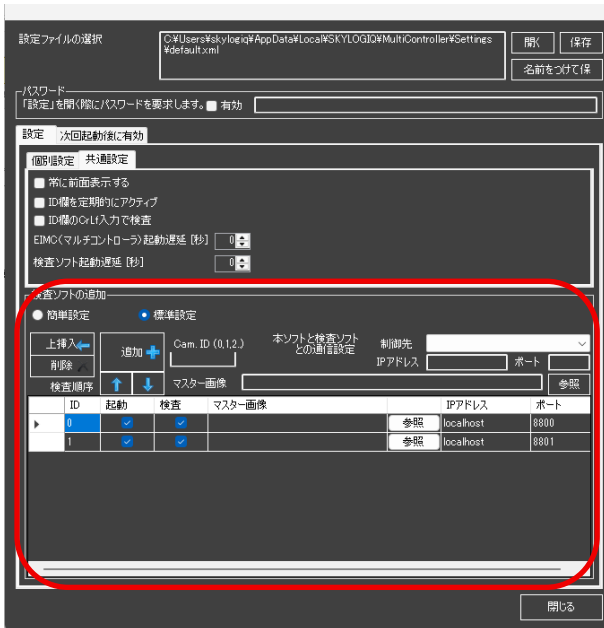 設定ファイルの選択
C:¥Users¥skylogiq¥AppData¥Local¥SKYLOGIQ¥MultiController¥Settings
¥default.xml
開く
保存
名前をつけて保
パスワード
「設定」を開く際にパスワードを要求します。
有効
設定
次回起動後に有効
個別設定
共通設定
常に前面表示する
ID欄を定期的にアクティブ
ID欄のCrLf入力で検査
EIMC(マルチコントローラ)起動遅延 [秒]
0
検査ソフト起動遅延 [秒]
0
検査ソフトの追加
簡単設定
標準設定
上挿入
追加
Cam. ID (0,1,2.)
本ソフトと検査ソフト
との通信設定
制御先
削除
IPアドレス
ポート
検査順序
マスター画像
参照
ID 起動 検査 マスター画像 IPアドレス ポート
0 参照 localhost 8800
1 参照 localhost 8801
閉じる